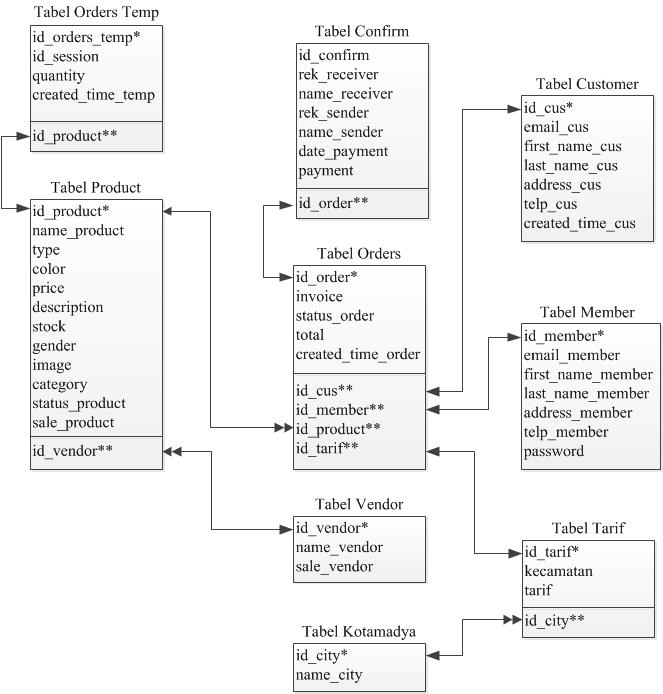 Tabel Orders Temp
id_orders_temp*
id_session
quantity
created_time_temp
id_product**
Tabel Product
id_product*
name_product
type
color
price
description
stock
gender
image
category
status_product
sale_product
id_vendor**
Tabel Confirm
id_confirm
rek_receiver
name_receiver
rek_sender
name_sender
date_payment
payment
id_order**
Tabel Orders
id_order*
invoice
status_order
total
created_time_order
id_cus**
id_member**
id_product**
id_tarif**
Tabel Vendor
id_vendor*
name_vendor
sale_vendor
Tabel Kotamadya
id_city*
name_city
Tabel Customer
id_cus*
email_cus
first_name_cus
last_name_cus
address_cus
telp_cus
created_time_cus
Tabel Member
id_member*
email_member
first_name_member
last_name_member
address_member
telp_member
password
Tabel Tarif
id_tarif*
kecamatan
tarif
id_city**